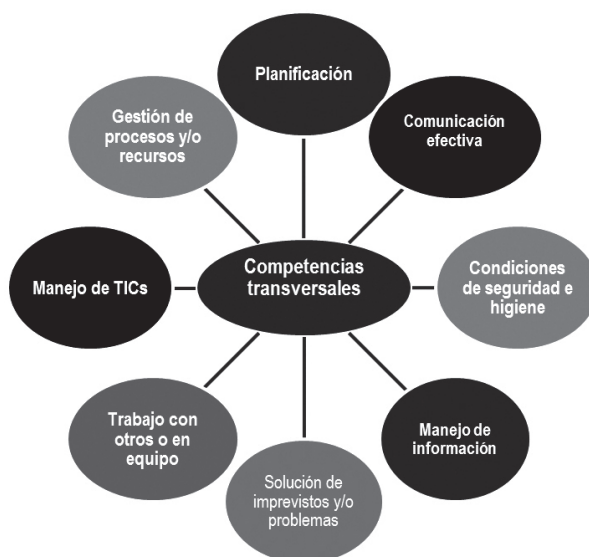 Planificación
Gestión de
procesos y/o
recursos
Comunicación
efectiva
Competencias
transversales
Manejo de TICs
Condiciones
de seguridad e
higiene
Trabajo con
otros o en
equipo
Manejo de
información
Solución de
imprevistos y/o
problemas